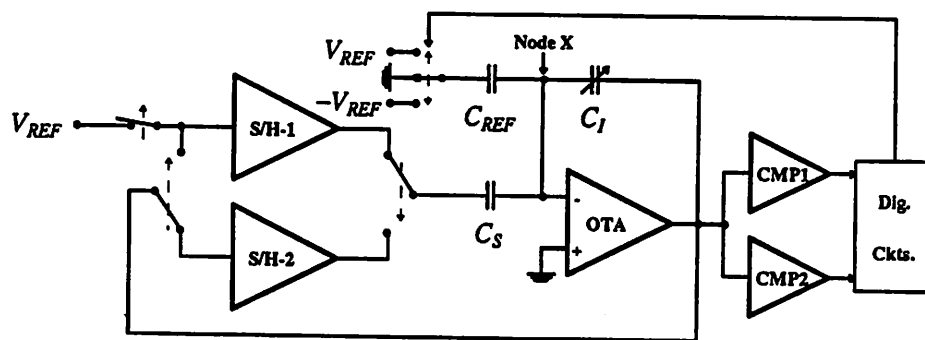 Node X
V_REF
-V_REF
C_REF
C_I
V_REF
S/H-1
S/H-2
C_S
-
+
OTA
CMP1
CMP2
Dig.
Ckts.